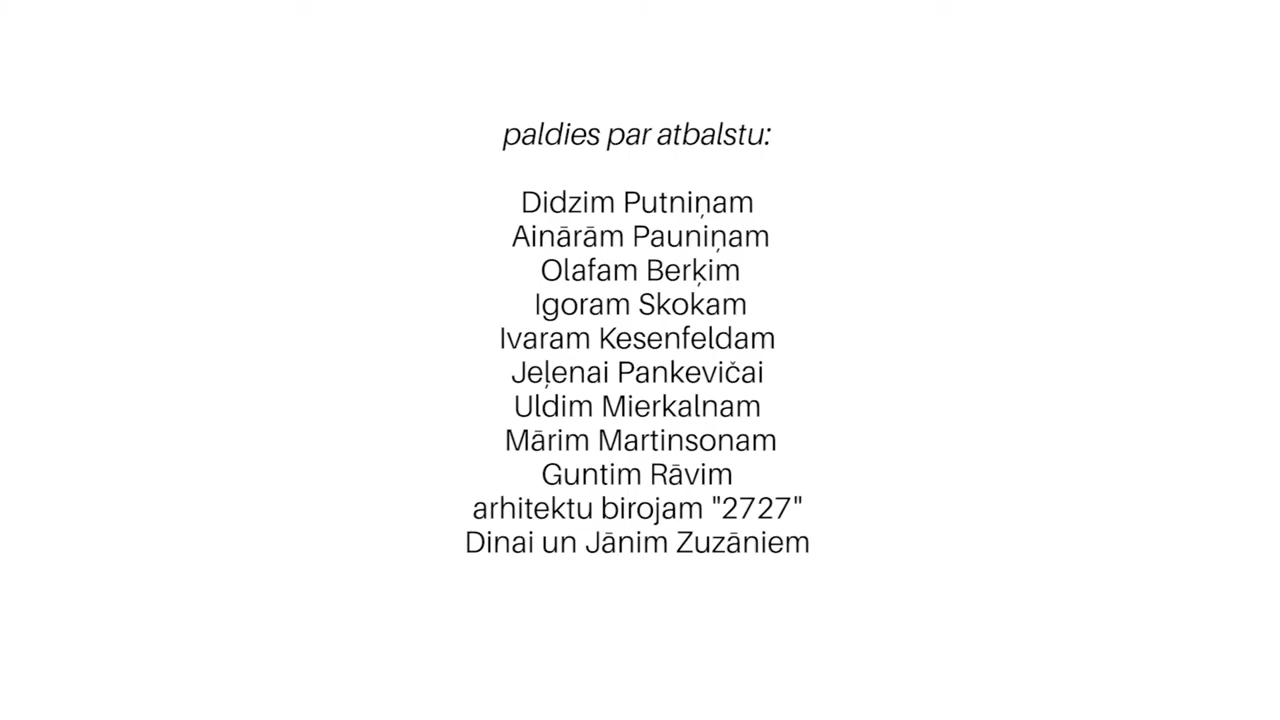 paldies par atbalstu:
Didzim Putniņam
Ainārām Pauniņam
Olafam Berķim
Igoram Skokam
Ivaram Kesenfeldam
Jeļenai Pankevičai
Uldim Mierkalnam
Mārim Martinsonam
Guntim Rāvim
arhitektu birojam "2727"
Dinai un Jānim Zuzāniem